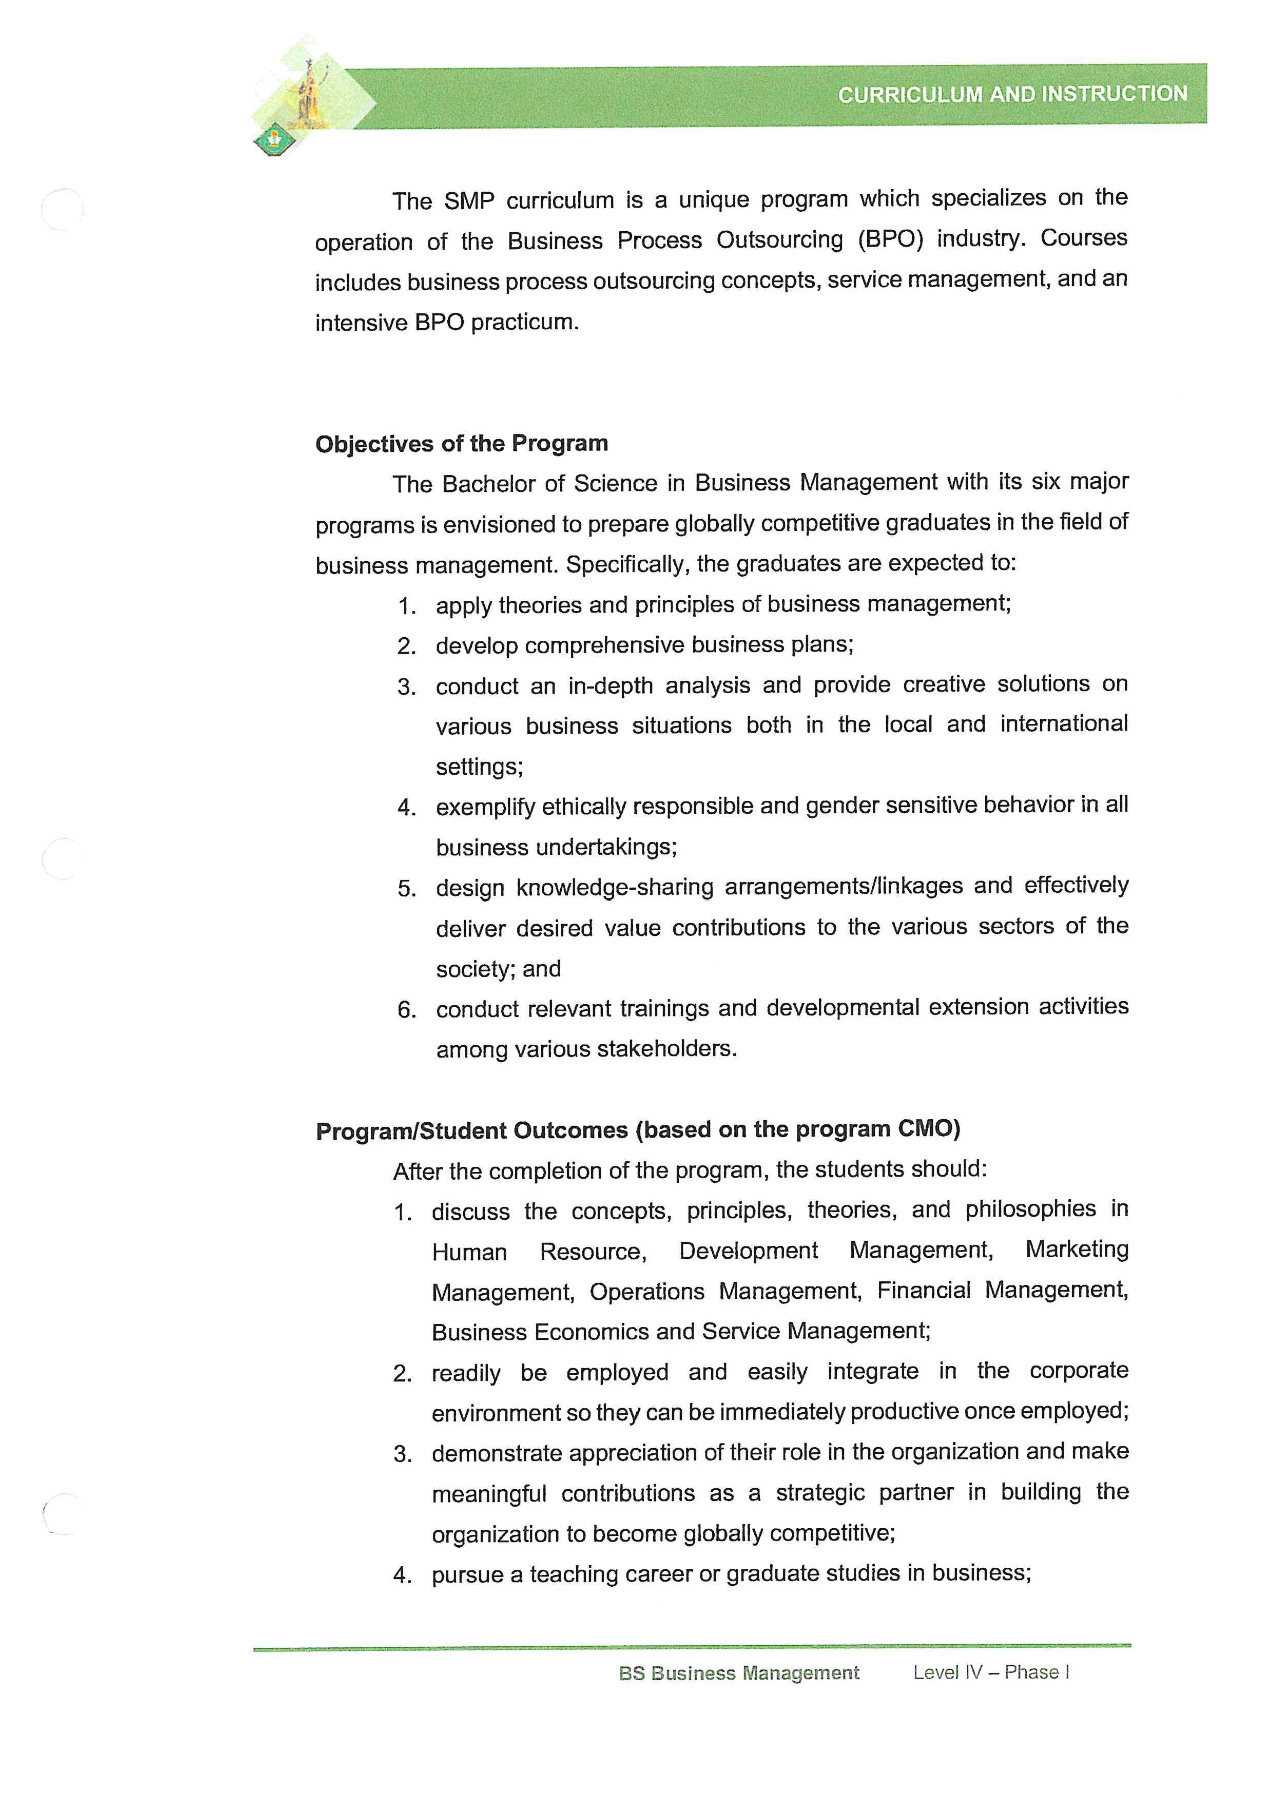 CURRICULUM AND INSTRUCTION
The SMP curriculum is a unique program which specializes on the
operation of the Business Process Outsourcing (BPO) industry. Courses
includes business process outsourcing concepts, service management, and an
intensive BPO practicum.
Objectives of the Program
The Bachelor of Science in Business Management with its six major
programs is envisioned to prepare globally competitive graduates in the field of
business management. Specifically, the graduates are expected to:
1. apply theories and principles of business management;
2. develop comprehensive business plans;
3. conduct an in-depth analysis and provide creative solutions on
various business situations both in the local and international
settings;
4. exemplify ethically responsible and gender sensitive behavior in all
business undertakings;
5. design knowledge-sharing arrangements/linkages and effectively
deliver desired value contributions to the various sectors of the
society; and
6. conduct relevant trainings and developmental extension activities
among various stakeholders.
Program/Student Outcomes (based on the program CMO)
After the completion of the program, the students should:
1. discuss the concepts, principles, theories, and philosophies in
Human Resource, Development Management, Marketing
Management, Operations Management, Financial Management,
Business Economics and Service Management;
2. readily be employed and easily integrate in the corporate
environment so they can be immediately productive once employed;
3. demonstrate appreciation of their role in the organization and make
meaningful contributions as a strategic partner in building the
organization to become globally competitive;
4. pursue a teaching career or graduate studies in business;
BS Business Management Level IV – Phase I